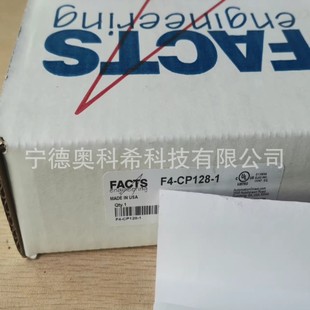 FACTS
engineering
宁德奥科希科技有限公司
FACTS
engineering
F4-CP128-1
MADE IN USA
Qty 1
F4-CP128-1